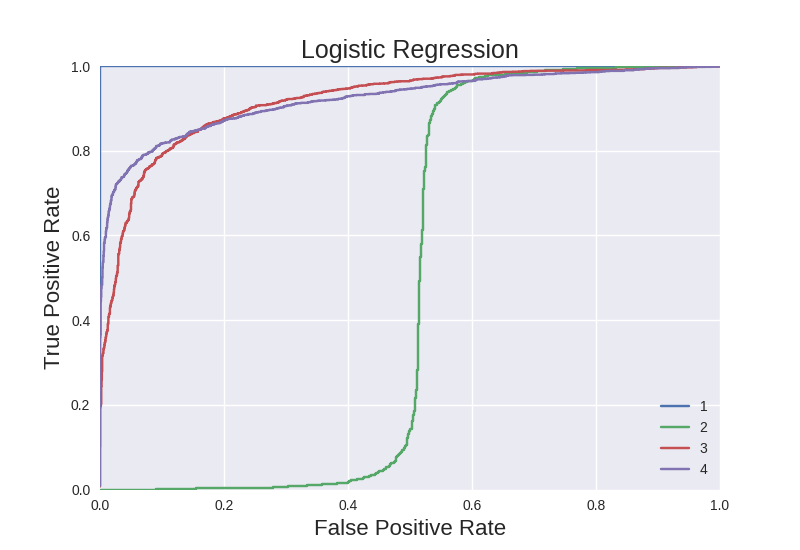 Logistic Regression
True Positive Rate
1.0
0.8
0.6
0.4
0.2
0.0
0.0 0.2 0.4 0.6 0.8 1.0
False Positive Rate
1
2
3
4